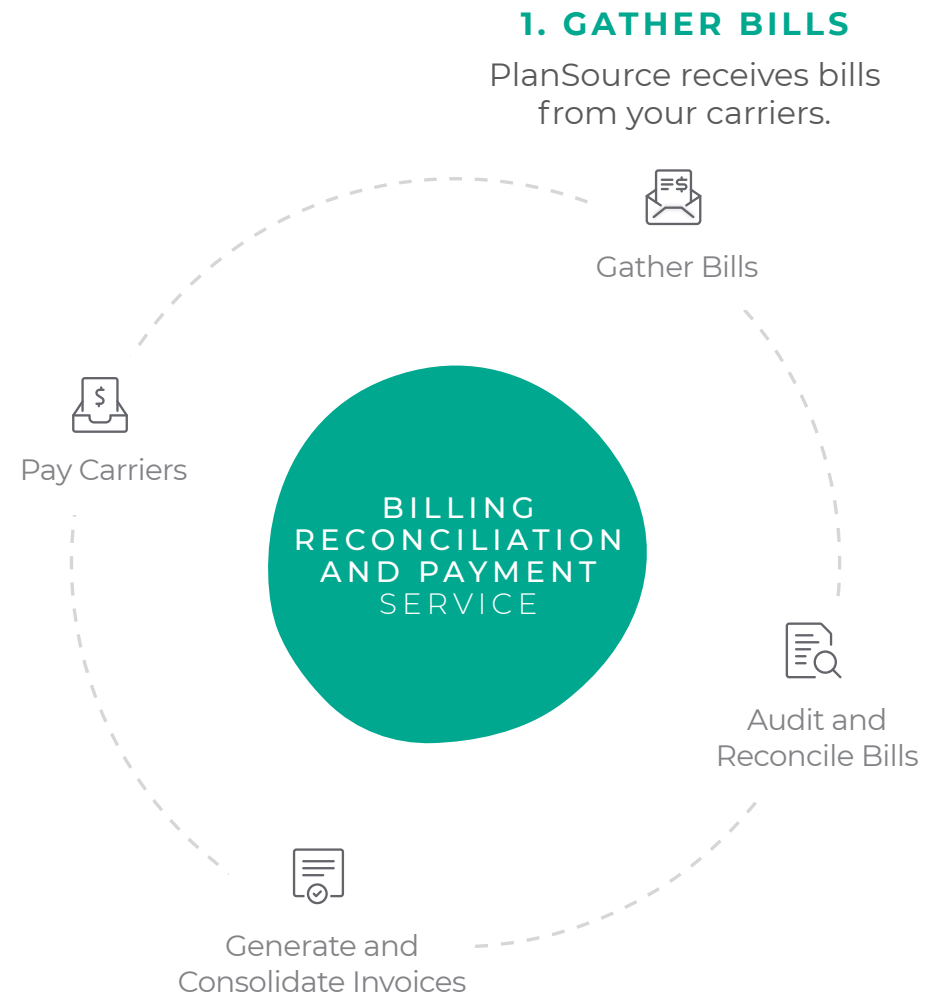 1. GATHER BILLS
PlanSource receives bills
from your carriers.
$
Gather Bills
$
Pay Carriers
BILLING
RECONCILIATION
AND PAYMENT
SERVICE
Audit and
Reconcile Bills
Generate and
Consolidate Invoices